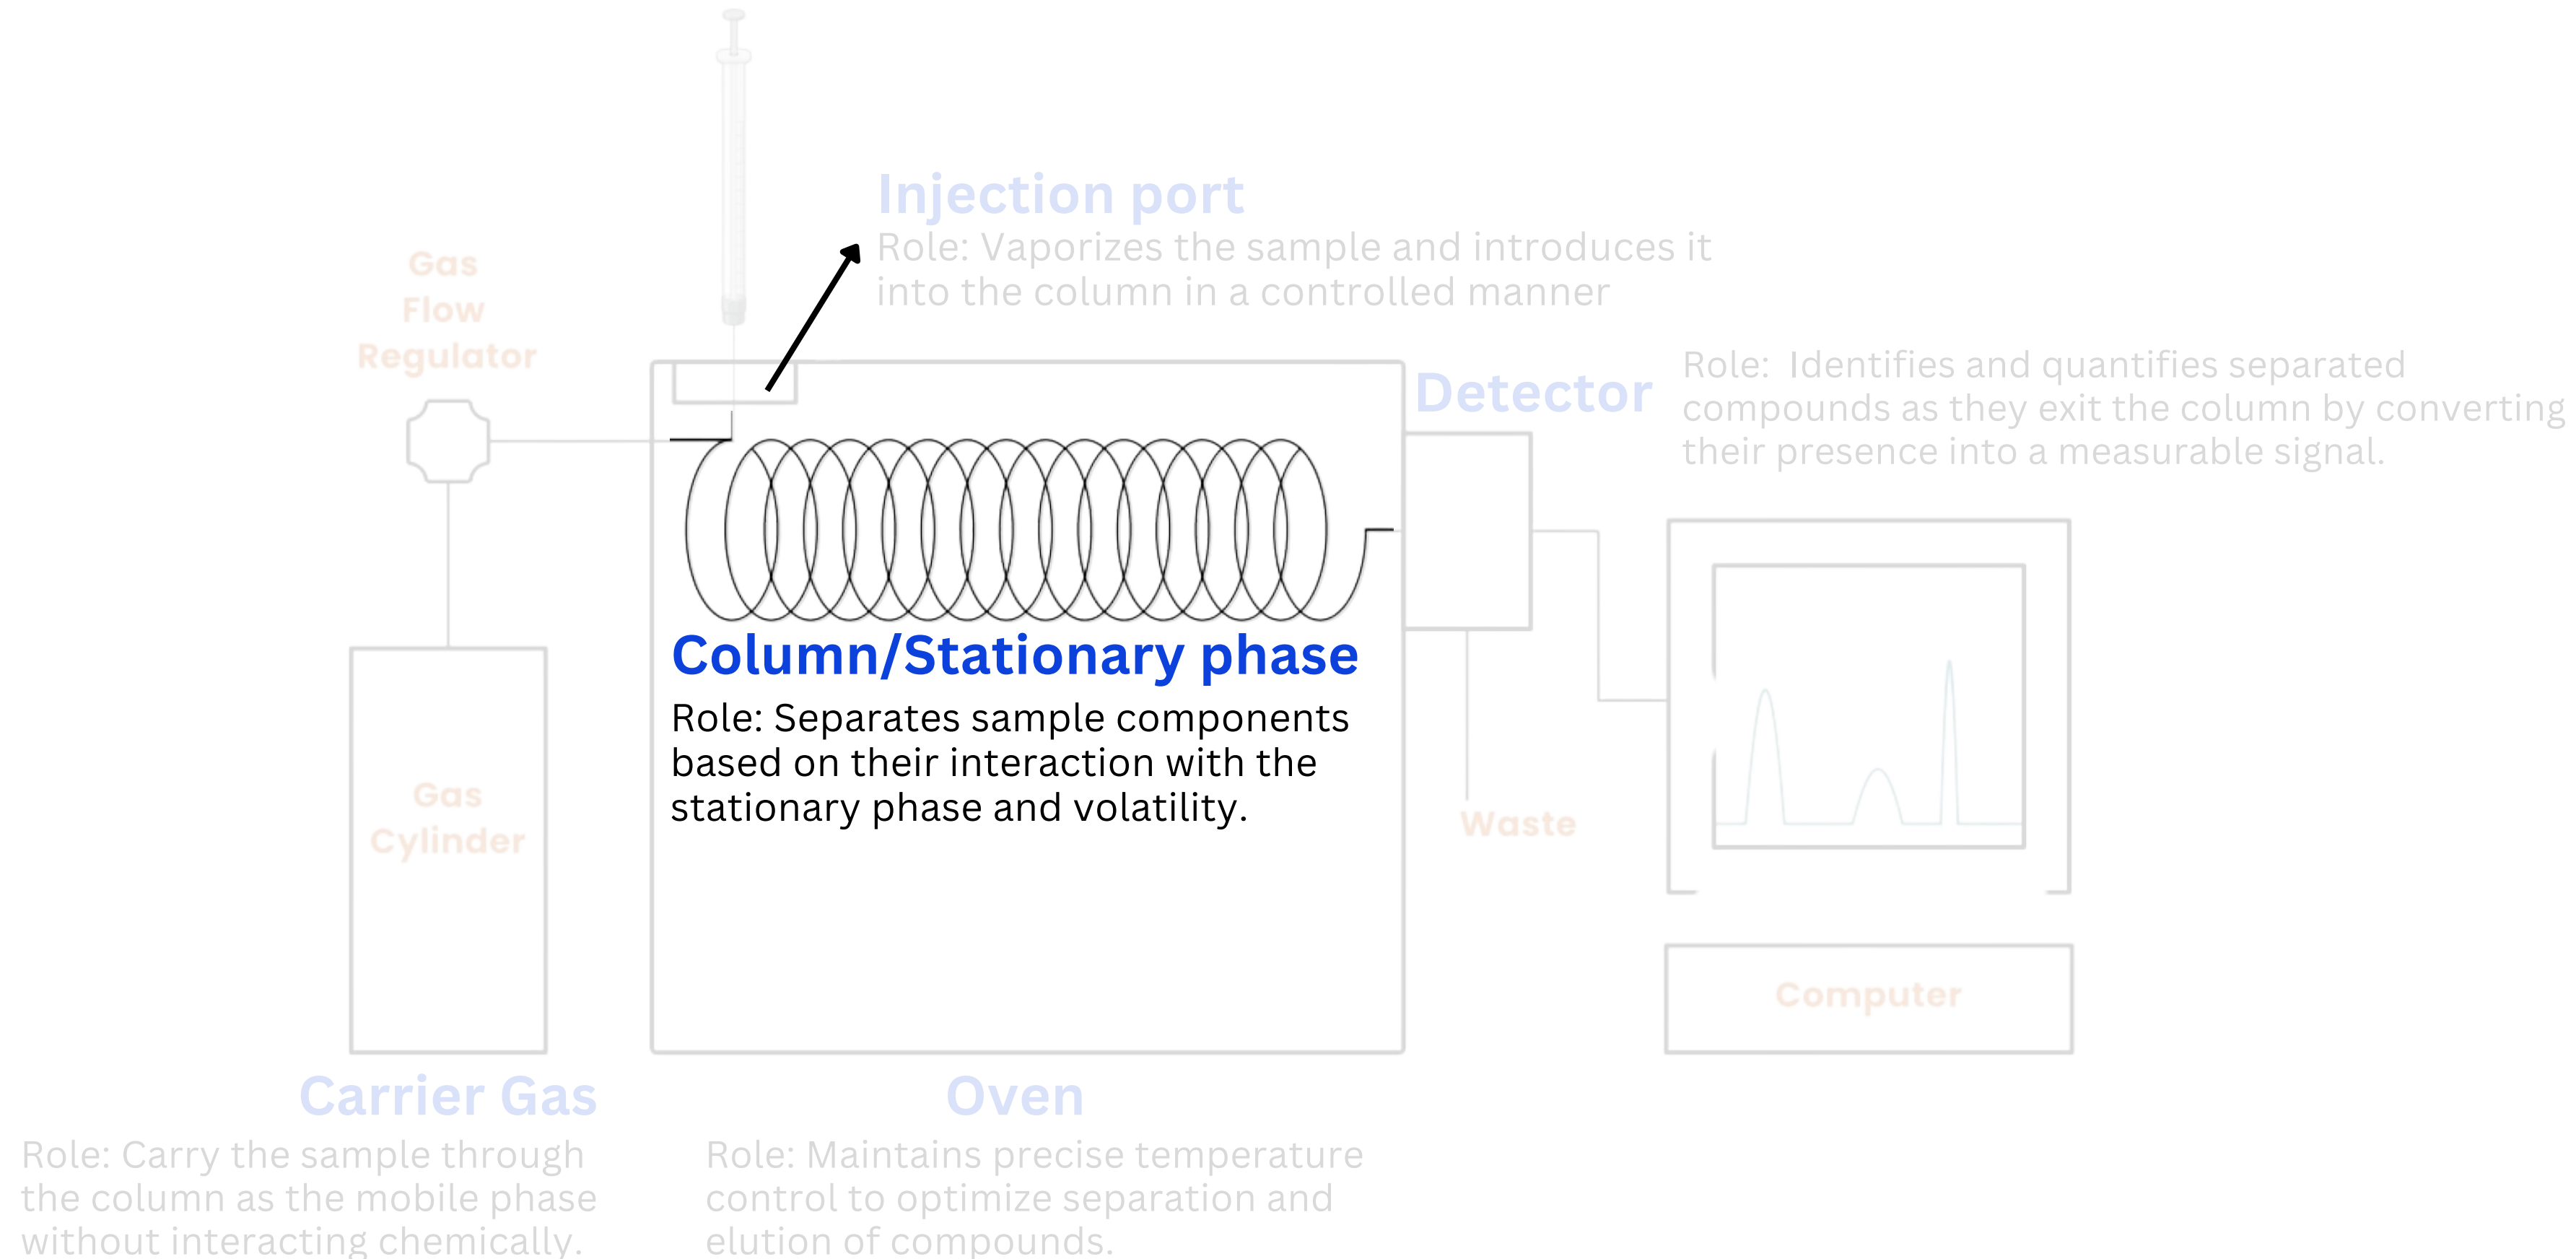 Injection port
Role: Vaporizes the sample and introduces it
into the column in a controlled manner
Gas
Flow
Regulator
Detector
Role: Identifies and quantifies separated
compounds as they exit the column by converting
their presence into a measurable signal.
Column/Stationary phase
Role: Separates sample components
based on their interaction with the
stationary phase and volatility.
Gas
Cylinder
Waste
Computer
Carrier Gas
Role: Carry the sample through
the column as the mobile phase
without interacting chemically.
Oven
Role: Maintains precise temperature
control to optimize separation and
elution of compounds.